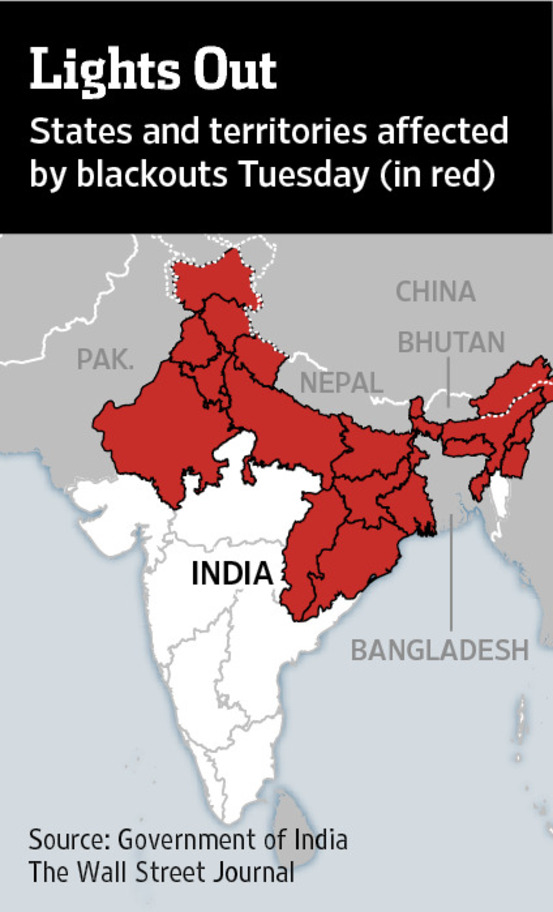 Lights Out
States and territories affected
by blackouts Tuesday (in red)
CHINA
BHUTAN
PAK.
NEPAL
INDIA
BANGLADESH
Source: Government of India
The Wall Street Journal